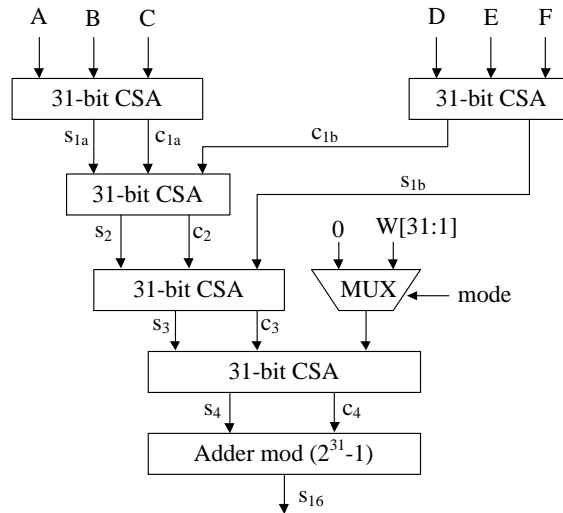 A B C D E F
31-bit CSA 31-bit CSA
s1a c1a c1b
s1b
31-bit CSA
s2 c2 0 W[31:1]
31-bit CSA MUX mode
s3 c3
31-bit CSA
s4 c4
Adder mod (2^31-1)
s16